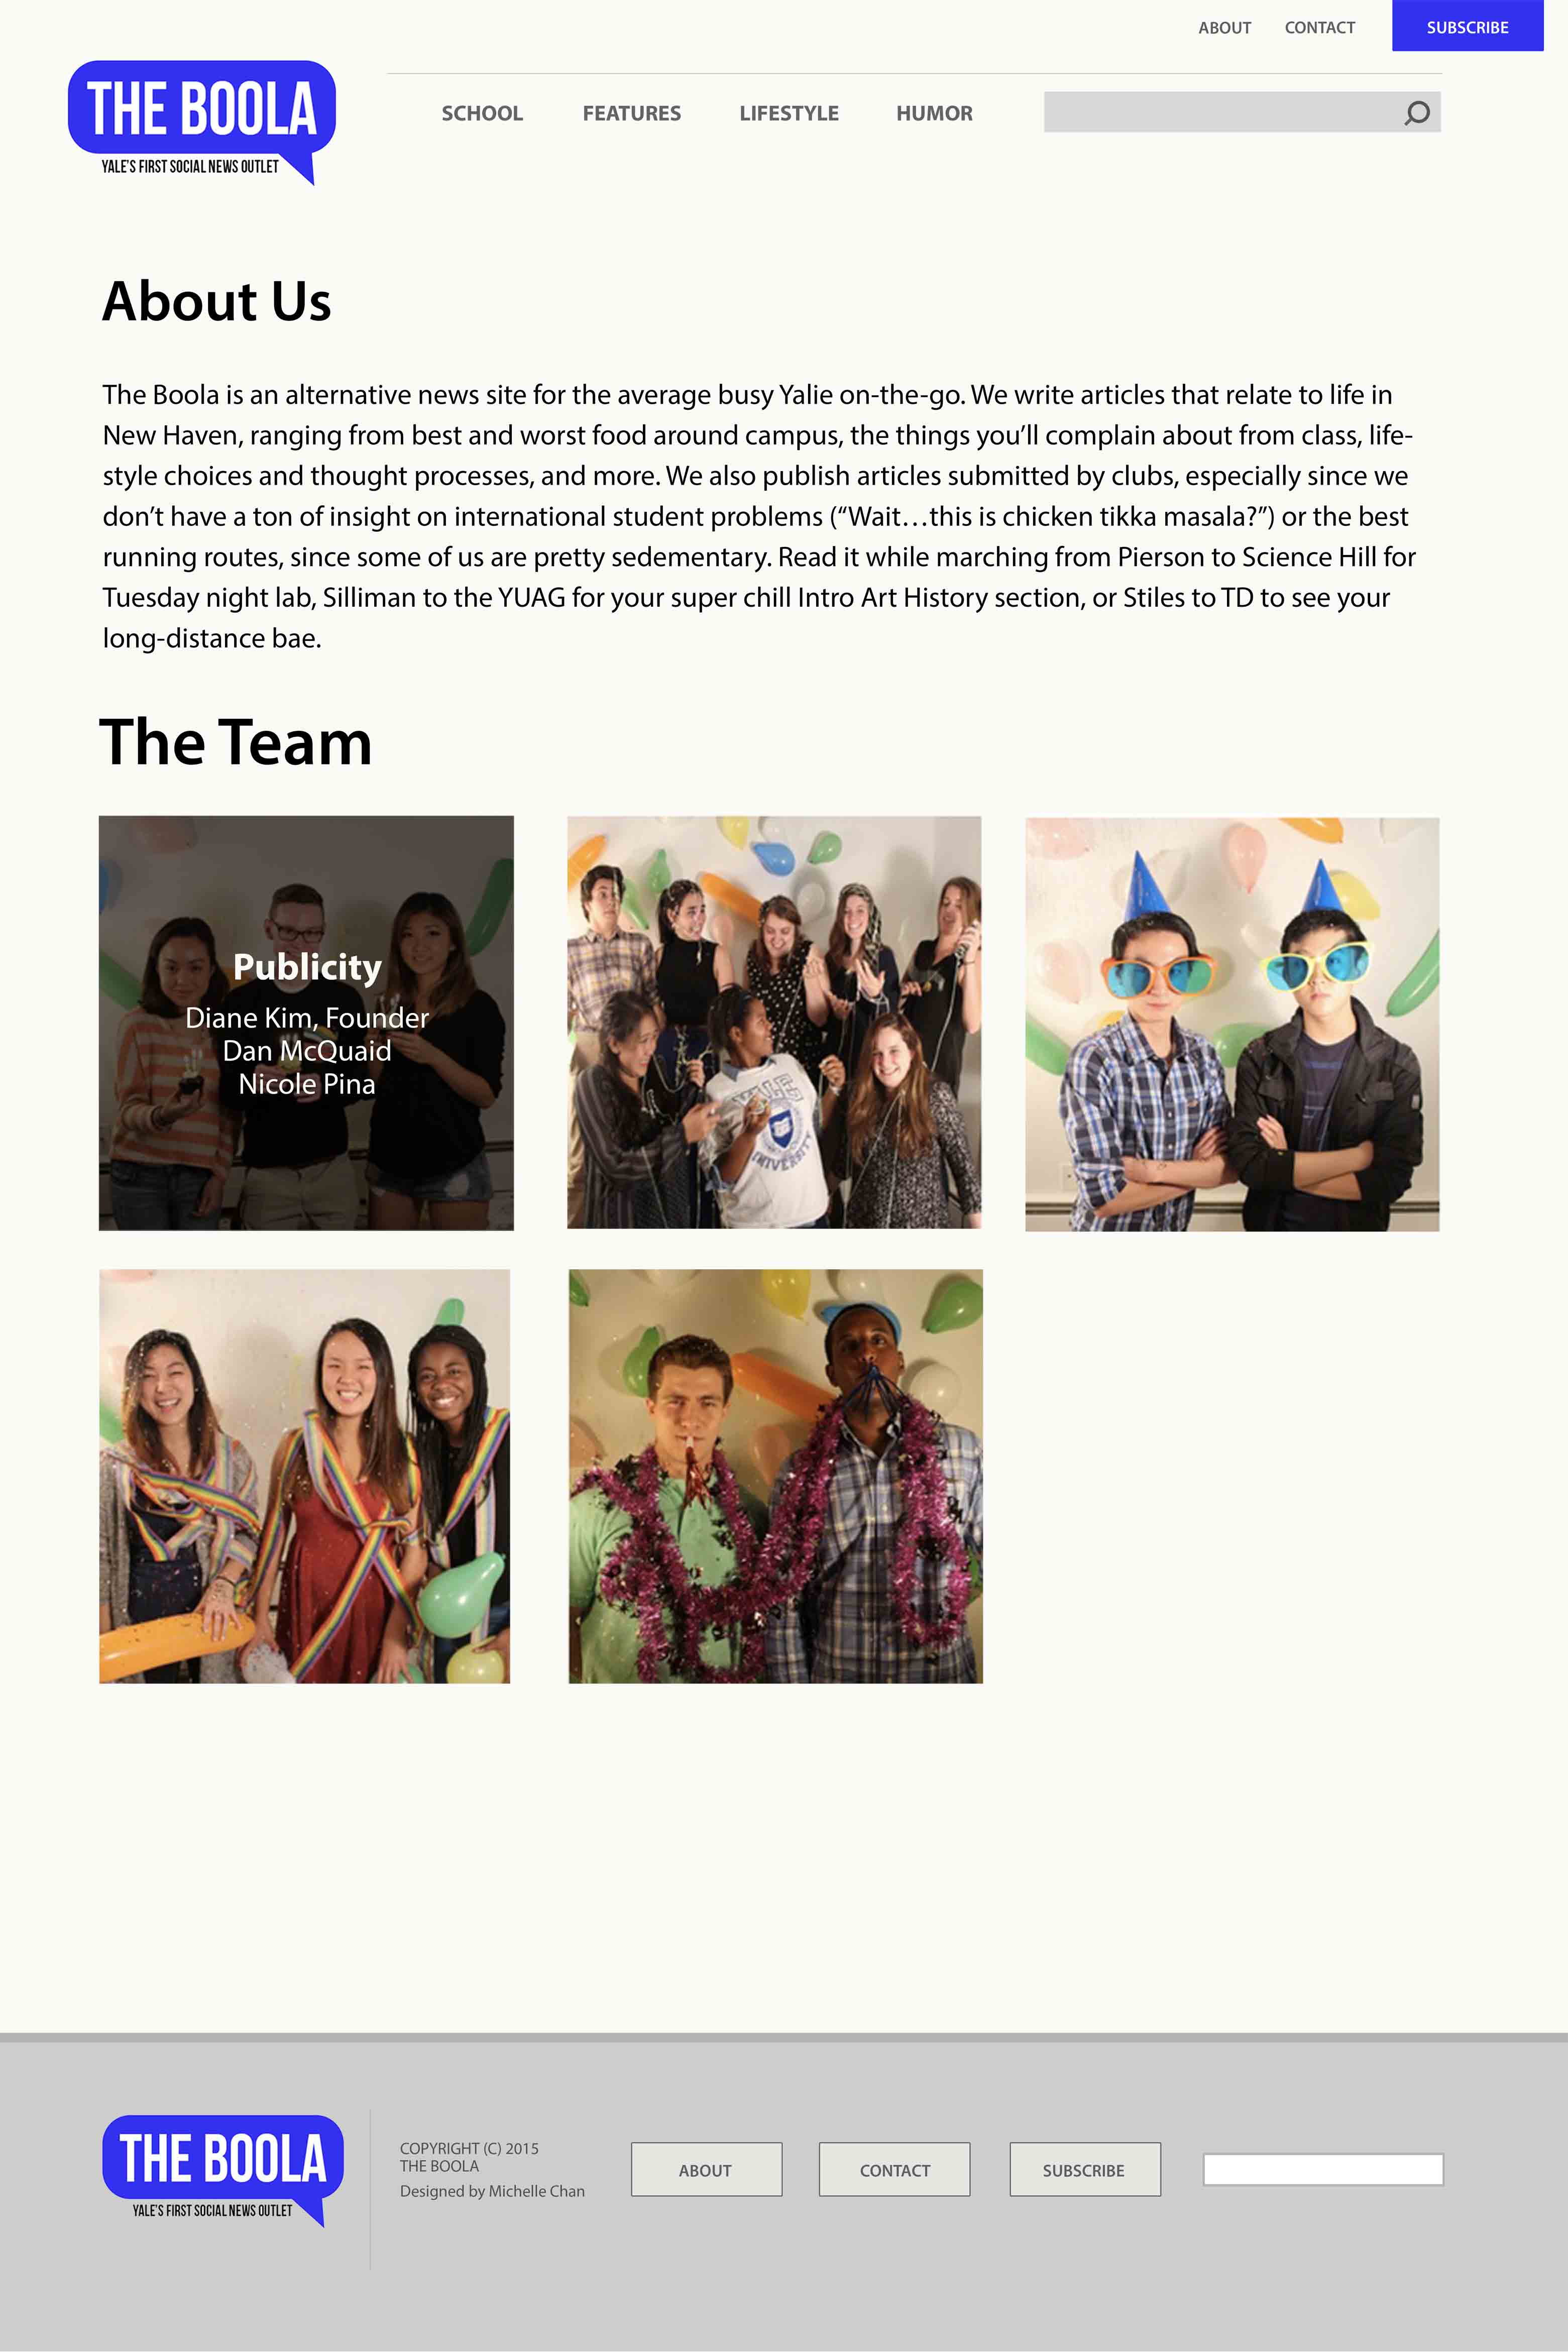 ABOUT
CONTACT
SUBSCRIBE
THE BOOLA
YALE'S FIRST SOCIAL NEWS OUTLET
SCHOOL
FEATURES
LIFESTYLE
HUMOR
About Us
The Boola is an alternative news site for the average busy Yalie on-the-go. We write articles that relate to life in
New Haven, ranging from best and worst food around campus, the things you’ll complain about from class, life-
style choices and thought processes, and more. We also publish articles submitted by clubs, especially since we
don’t have a ton of insight on international student problems (“Wait…this is chicken tikka masala?”) or the best
running routes, since some of us are pretty sedementary. Read it while marching from Pierson to Science Hill for
Tuesday night lab, Silliman to the YUAG for your super chill Intro Art History section, or Stiles to TD to see your
long-distance bae.
The Team
Publicity
Diane Kim, Founder
Dan McQuaid
Nicole Pina
YALE
UNIVERSITY
THE BOOLA
YALE'S FIRST SOCIAL NEWS OUTLET
COPYRIGHT (C) 2015
THE BOOLA
Designed by Michelle Chan
ABOUT
CONTACT
SUBSCRIBE